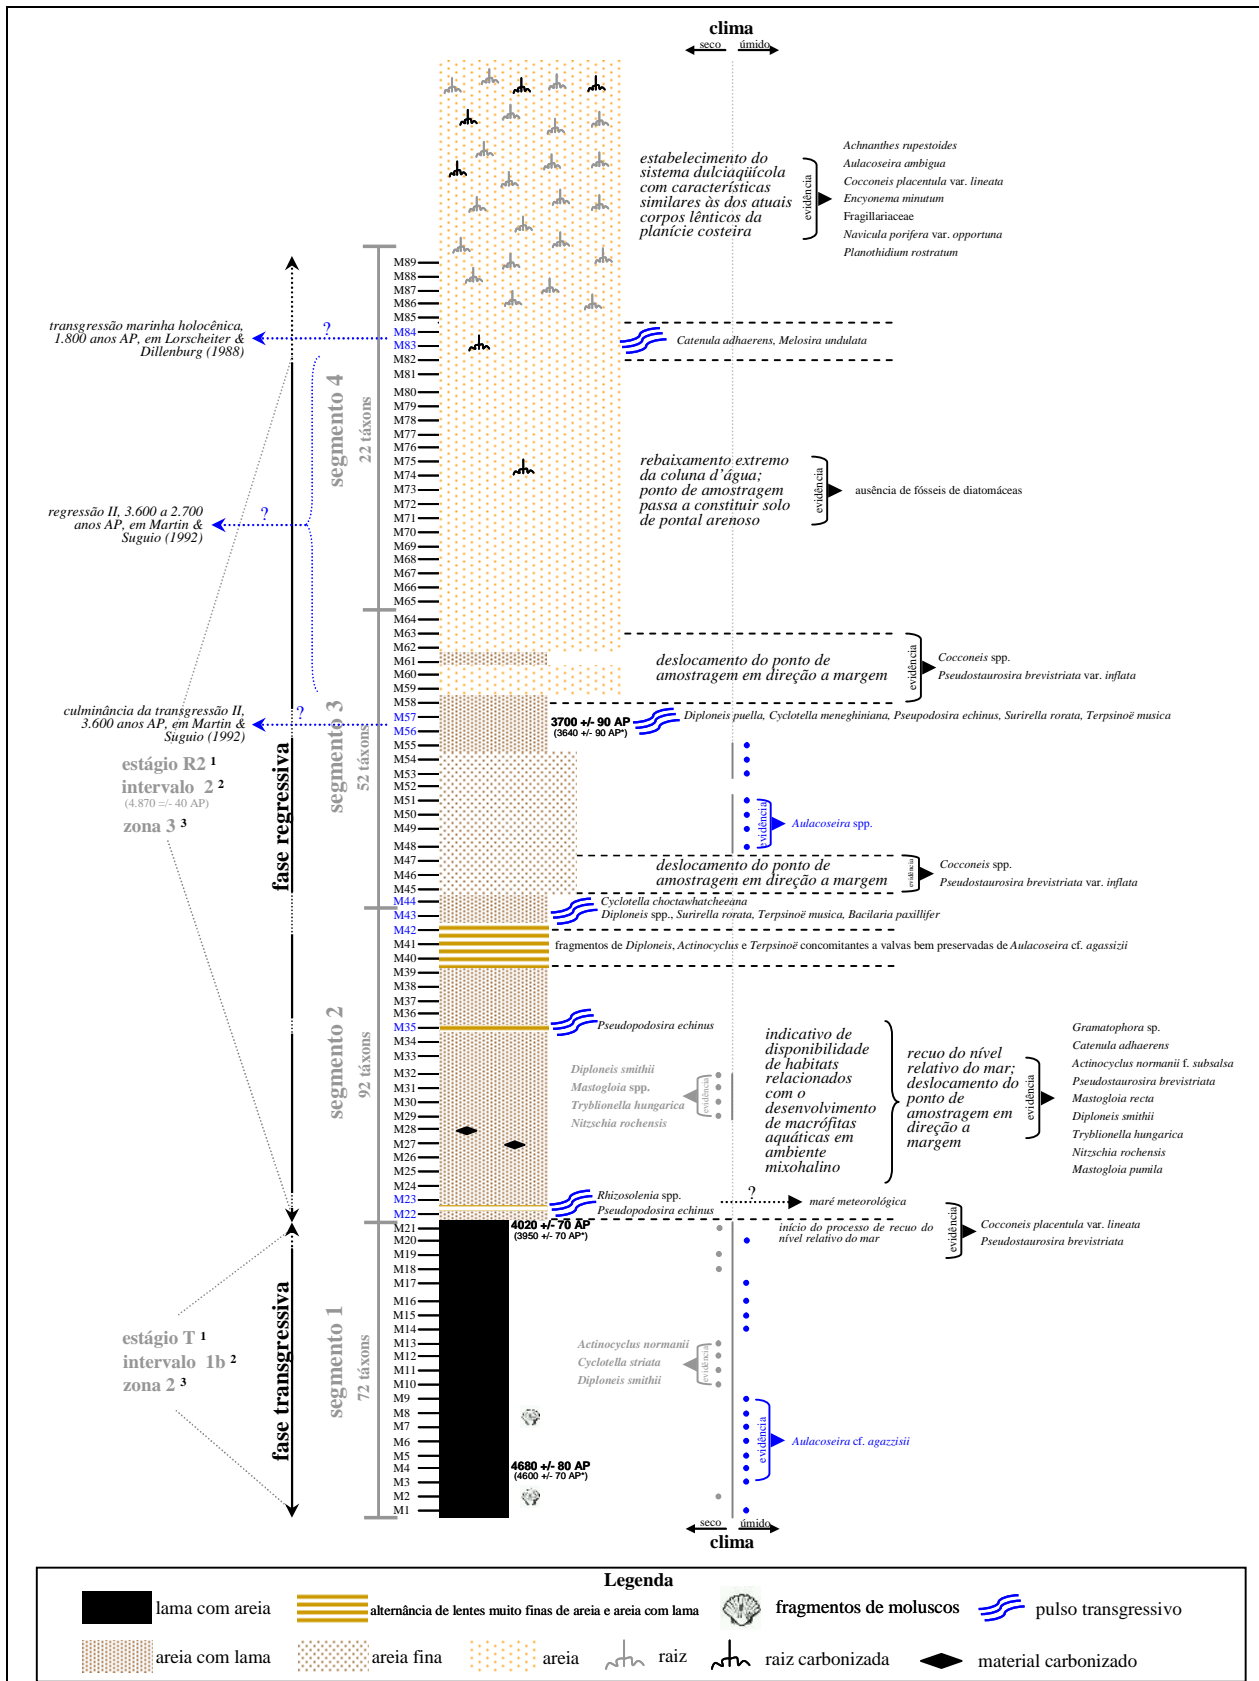 clima
seco úmido
estabelecimento do
sistema dulciaqüícola
com características
similares às dos atuais
corpos lênticos da
planície costeira
evidência
Achnanthes rupestoides
Aulacoseira ambigua
Cocconeis placentula var. lineata
Encyonema minutum
Fragillariaceae
Navicula porifera var. opportuna
Planothidium rostratum
M89
M88
M87
M86
M85
M84
M83
M82
M81
M80
M79
M78
M77
M76
M75
M74
M73
M72
M71
M70
M69
M68
M67
M66
M65
M64
M63
M62
M61
M60
M59
M58
M57
M56
M55
M54
M53
M52
M51
M50
M49
M48
M47
M46
M45
M44
M43
M42
M41
M40
M39
M38
M37
M36
M35
M34
M33
M32
M31
M30
M29
M28
M27
M26
M25
M24
M23
M22
M21
M20
M19
M18
M17
M16
M15
M14
M13
M12
M11
M10
M9
M8
M7
M6
M5
M4
M3
M2
M1
transgressão marinha holocênica,
1.800 anos AP, em Lorscheiter &
Dillenburg (1988)
?
Catenula adhaerens, Melosira undulata
segmento 4
22 táxons
rebaixamento extremo
da coluna d'água;
ponto de amostragem
passa a constituir solo
de pontal arenoso
evidência
ausência de fósseis de diatomáceas
regressão II, 3.600 a 2.700
anos AP, em Martin &
Suguio (1992)
?
deslocamento do ponto de
amostragem em direção a margem
evidência
Cocconeis spp.
Pseudostaurosira brevistriata var. inflata
culminância da transgressão II,
3.600 anos AP, em Martin &
Suguio (1992)
?
3700 +/- 90 AP
(3640 +/- 90 AP*)
Diploneis puella, Cyclotella meneghiniana, Pseupodosira echinus, Surirella rorata, Terpsinoë musica
estágio R2 1
intervalo 2 2
(4.870 =/- 40 AP)
zona 3 3
fase regressiva
segmento 3
52 táxons
evidência
Aulacoseira spp.
deslocamento do ponto de
amostragem em direção a margem
evidência
Cocconeis spp.
Pseudostaurosira brevistriata var. inflata
Cyclotella choctawhatcheeana
Diploneis spp., Surirella rorata, Terpsinoë musica, Bacilaria paxillifer
fragmentos de Diploneis, Actinocyclus e Terpsinoë concomitantes a valvas bem preservadas de Aulacoseira cf. agassizii
segmento 2
92 táxons
Pseudopodosira echinus
Diploneis smithii
Mastogloia spp.
Tryblionella hungarica
Nitzschia rochensis
evidência
indicativo de
disponibilidade
de habitats
relacionados
com o
desenvolvimento
de macrófitas
aquáticas em
ambiente
mixohalino
recuo do nível
relativo do mar;
deslocamento do
ponto de
amostragem em
direção a
margem
evidência
Gramatophora sp.
Catenula adhaerens
Actinocyclus normanii f. subsalsa
Pseudostaurosira brevistriata
Mastogloia recta
Diploneis smithii
Tryblionella hungarica
Nitzschia rochensis
Mastogloia pumila
Rhizosolenia spp.
Pseudopodosira echinus
?
maré meteorológica
4020 +/- 70 AP
(3950 +/- 70 AP*)
início do processo de recuo do
nível relativo do mar
evidência
Cocconeis placentula var. lineata
Pseudostaurosira brevistriata
estágio T 1
intervalo 1b 2
zona 2 3
fase transgressiva
segmento 1
72 táxons
Actinocyclus normanii
Cyclotella striata
Diploneis smithii
evidência
evidência
Aulacoseira cf. agazzisii
4680 +/- 80 AP
(4600 +/- 70 AP*)
seco úmido
clima
Legenda
lama com areia
alternância de lentes muito finas de areia e areia com lama
fragmentos de moluscos
pulso transgressivo
areia com lama
areia fina
areia
raiz
raiz carbonizada
material carbonizado